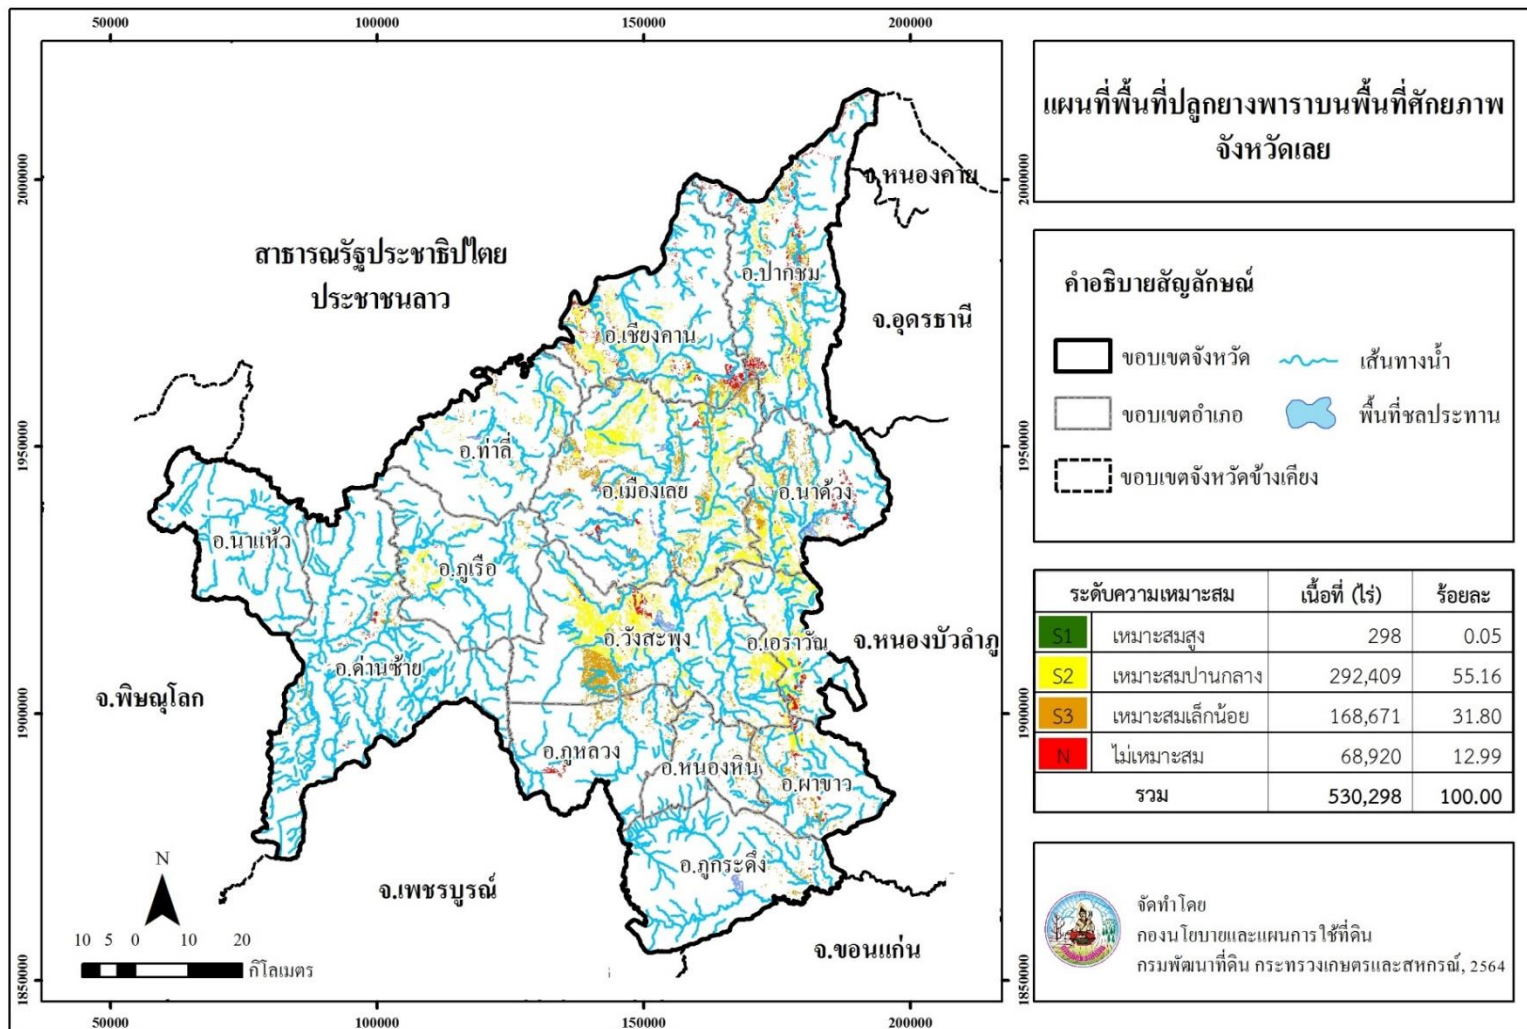 50000 100000 150000 200000
แผนที่พื้นที่ปลูกยางพาราบนพื้นที่ศักยภาพ
จังหวัดเลย
2000000
2000000
จ.หนองคาย
สาธารณรัฐประชาธิปไตย
ประชาชนลาว
อ.ปากชม
จ.อุดรธานี
อ.เชียงคาน
คำอธิบายสัญลักษณ์
ขอบเขตจังหวัด
เส้นทางน้ำ
ขอบเขตอำเภอ
พื้นที่ชลประทาน
ขอบเขตจังหวัดข้างเคียง
1950000
1950000
อ.ท่าลี่
อ.เมืองเลย
อ.นาด้วง
อ.นาแห้ว
อ.ภูเรือ
อ.วังสะพุง
อ.เอราวัณ
จ.หนองบัวลำภู
อ.ด่านซ้าย
จ.พิษณุโลก
1900000
1900000
อ.ภูหลวง
อ.หนองหิน
อ.ผาขาว
อ.ภูกระดึง
จ.เพชรบูรณ์
จ.ขอนแก่น
ระดับความเหมาะสม เนื้อที่ (ไร่) ร้อยละ
S1 เหมาะสมสูง 298 0.05
S2 เหมาะสมปานกลาง 292,409 55.16
S3 เหมาะสมเล็กน้อย 168,671 31.80
N ไม่เหมาะสม 68,920 12.99
รวม 530,298 100.00
N
10 5 0 10 20
กิโลเมตร
จัดทำโดย
กองนโยบายและแผนการใช้ที่ดิน
กรมพัฒนาที่ดิน กระทรวงเกษตรและสหกรณ์, 2564
1850000
1850000
50000 100000 150000 200000